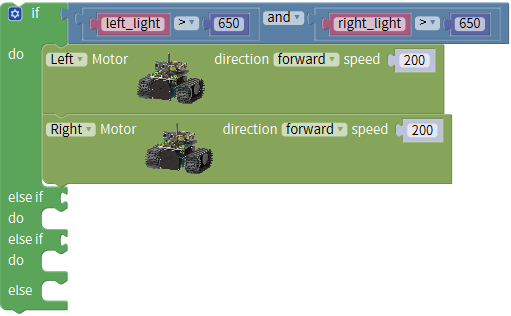 if left_light > 650 and right_light > 650
do Left Motor direction forward speed 200
Right Motor direction forward speed 200
else if
do
else if
do
else